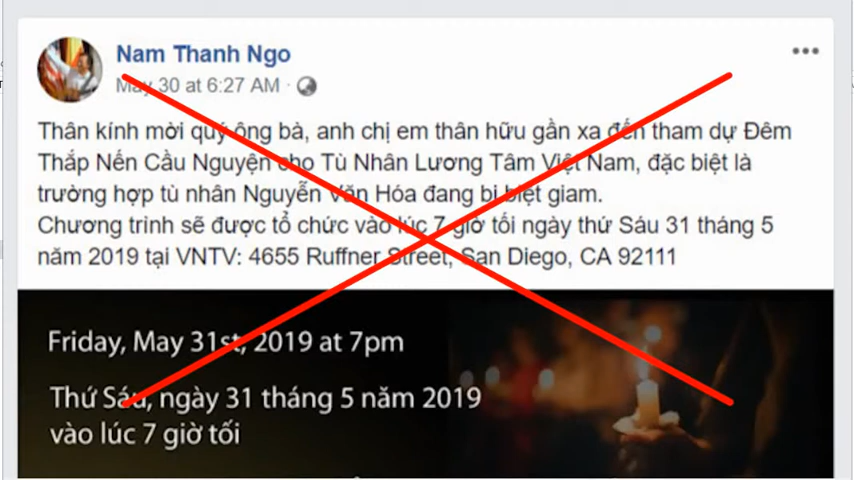 Nam Thanh Ngo
May 30 at 6:27 AM ·
Thân kính mời quý ông bà, anh chị em thân hữu gần xa đến tham dự Đêm
Thắp Nến Cầu Nguyện cho Tù Nhân Lương Tâm Việt Nam, đặc biệt là
trường hợp tù nhân Nguyễn Văn Hóa đang bị biệt giam.
Chương trình sẽ được tổ chức vào lúc 7 giờ tối ngày thứ Sáu 31 tháng 5
năm 2019 tại VNTV: 4655 Ruffner Street, San Diego, CA 92111
Friday, May 31st, 2019 at 7pm
Thứ Sáu, ngày 31 tháng 5 năm 2019
vào lúc 7 giờ tối